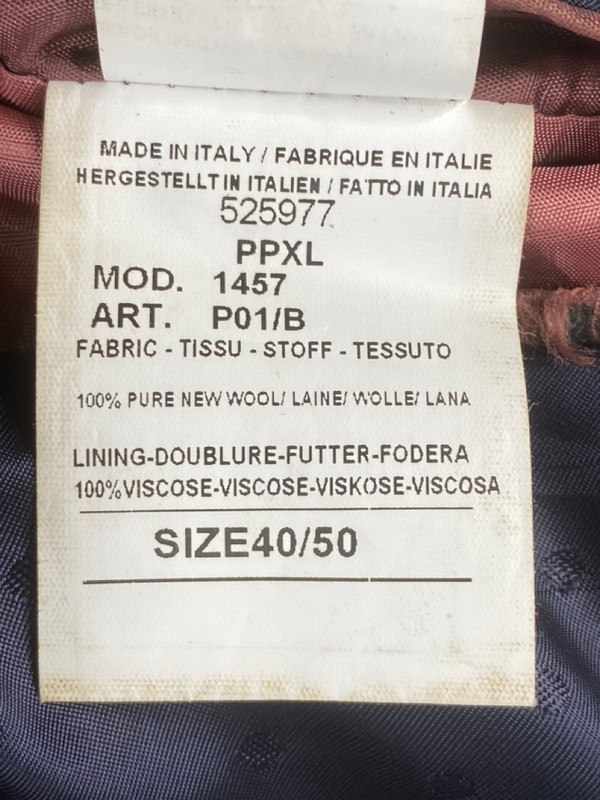 MADE IN ITALY / FABRIQUE EN ITALIE
HERGESTELLT IN ITALIEN / FATTO IN ITALIA
525977
PPXL
MOD. 1457
ART. P01/B
FABRIC - TISSU - STOFF - TESSUTO
100% PURE NEW WOOL/ LAINE/ WOLLE/ LANA
LINING-DOUBLURE-FUTTER-FODERA
100%VISCOSE-VISCOSE-VISKOSE-VISCOSA
SIZE40/50